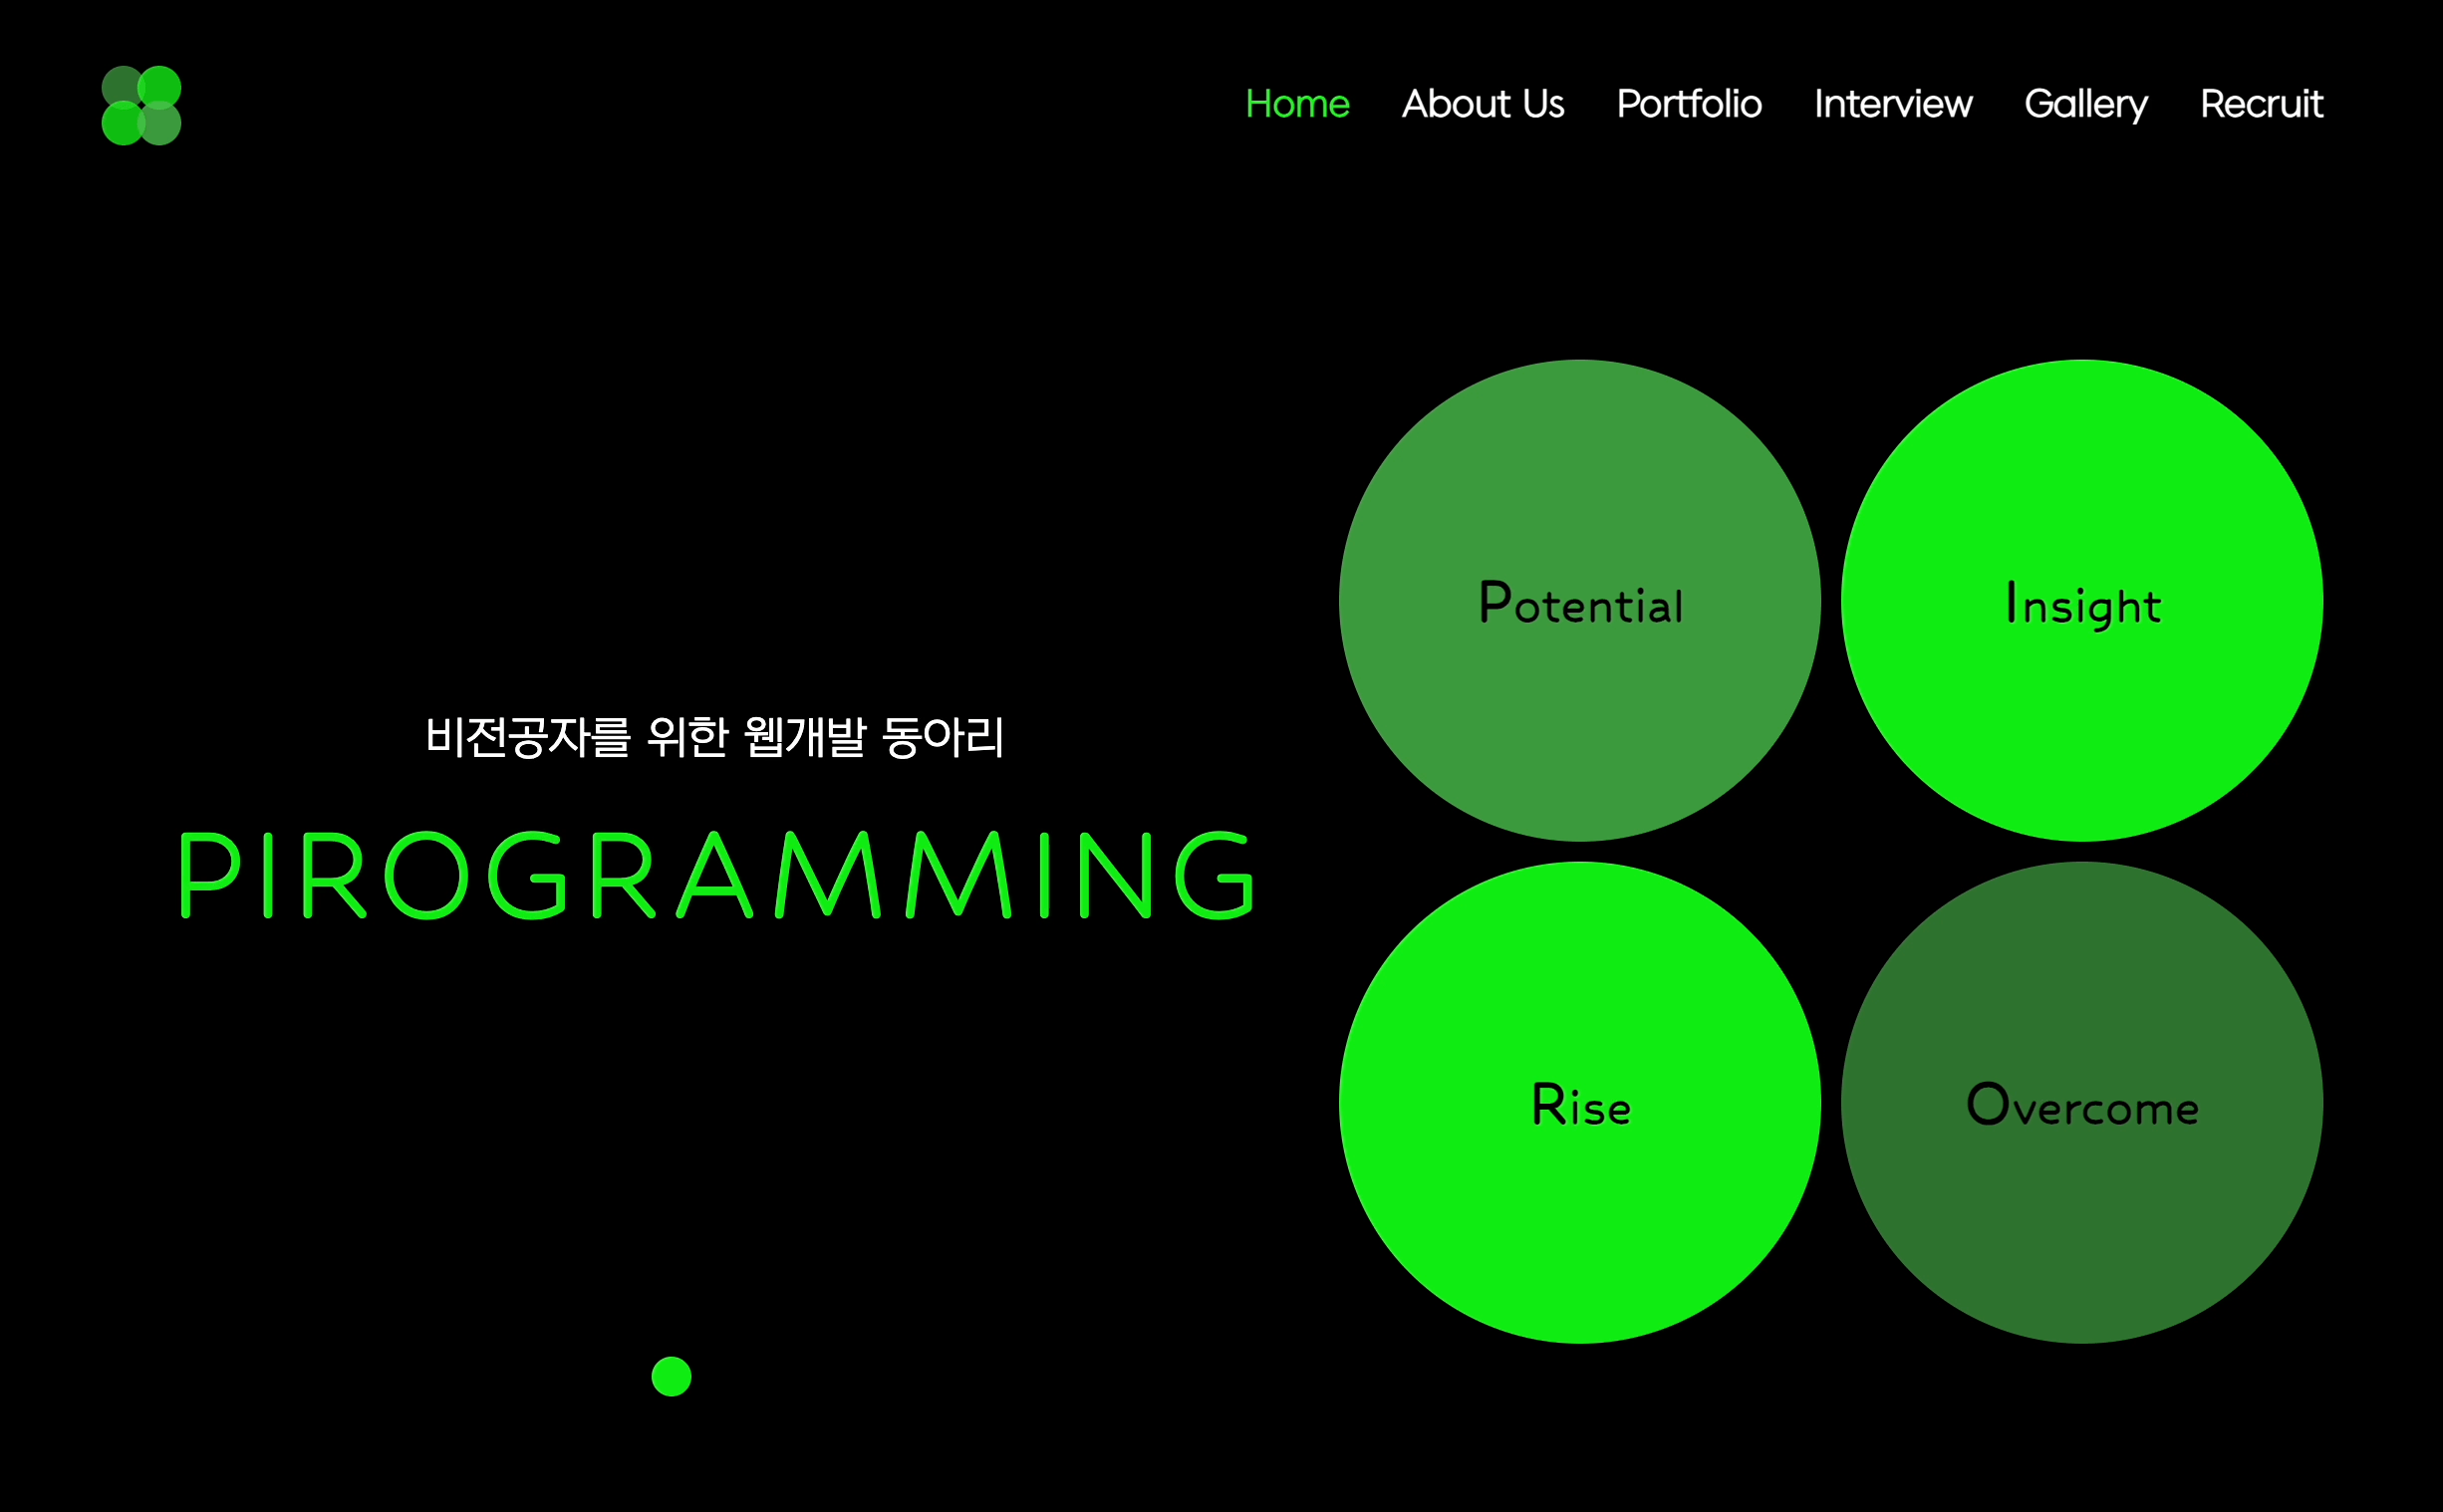 Home About Us Portfolio Interview Gallery Recruit
비전공자를 위한 웹개발 동아리
PIROGRAMMING
Potential
Insight
Rise
Overcome